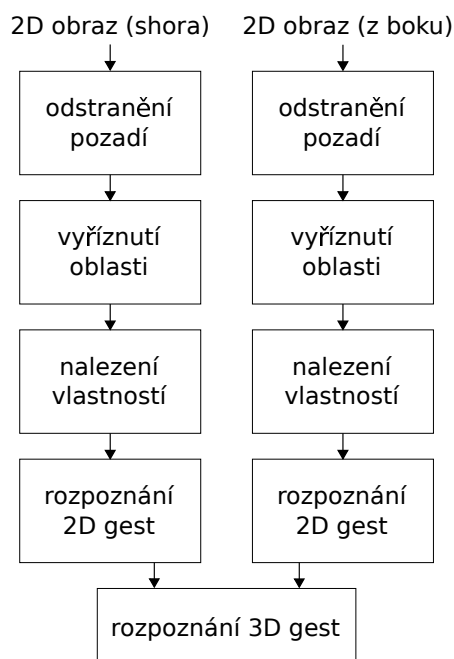 2D obraz (shora)
odstranění
pozadí
vyříznutí
oblasti
nalezení
vlastností
rozpoznání
2D gest
2D obraz (z boku)
odstranění
pozadí
vyříznutí
oblasti
nalezení
vlastností
rozpoznání
2D gest
rozpoznání 3D gest